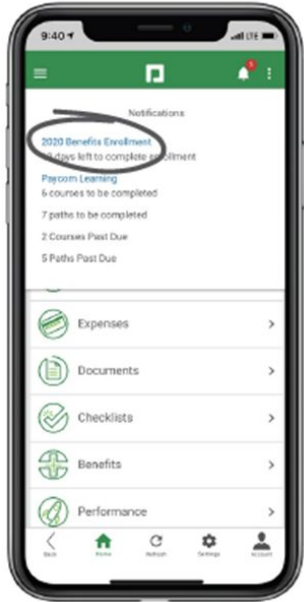 9:40
LTE
Notifications
2020 Benefits Enrollment
days left to complete enrollment
Paycom Learning
6 courses to be completed
7 paths to be completed
2 Courses Past Due
5 Paths Past Due
Expenses
Documents
Checklists
Benefits
Performance
Back Home Refresh Settings Account